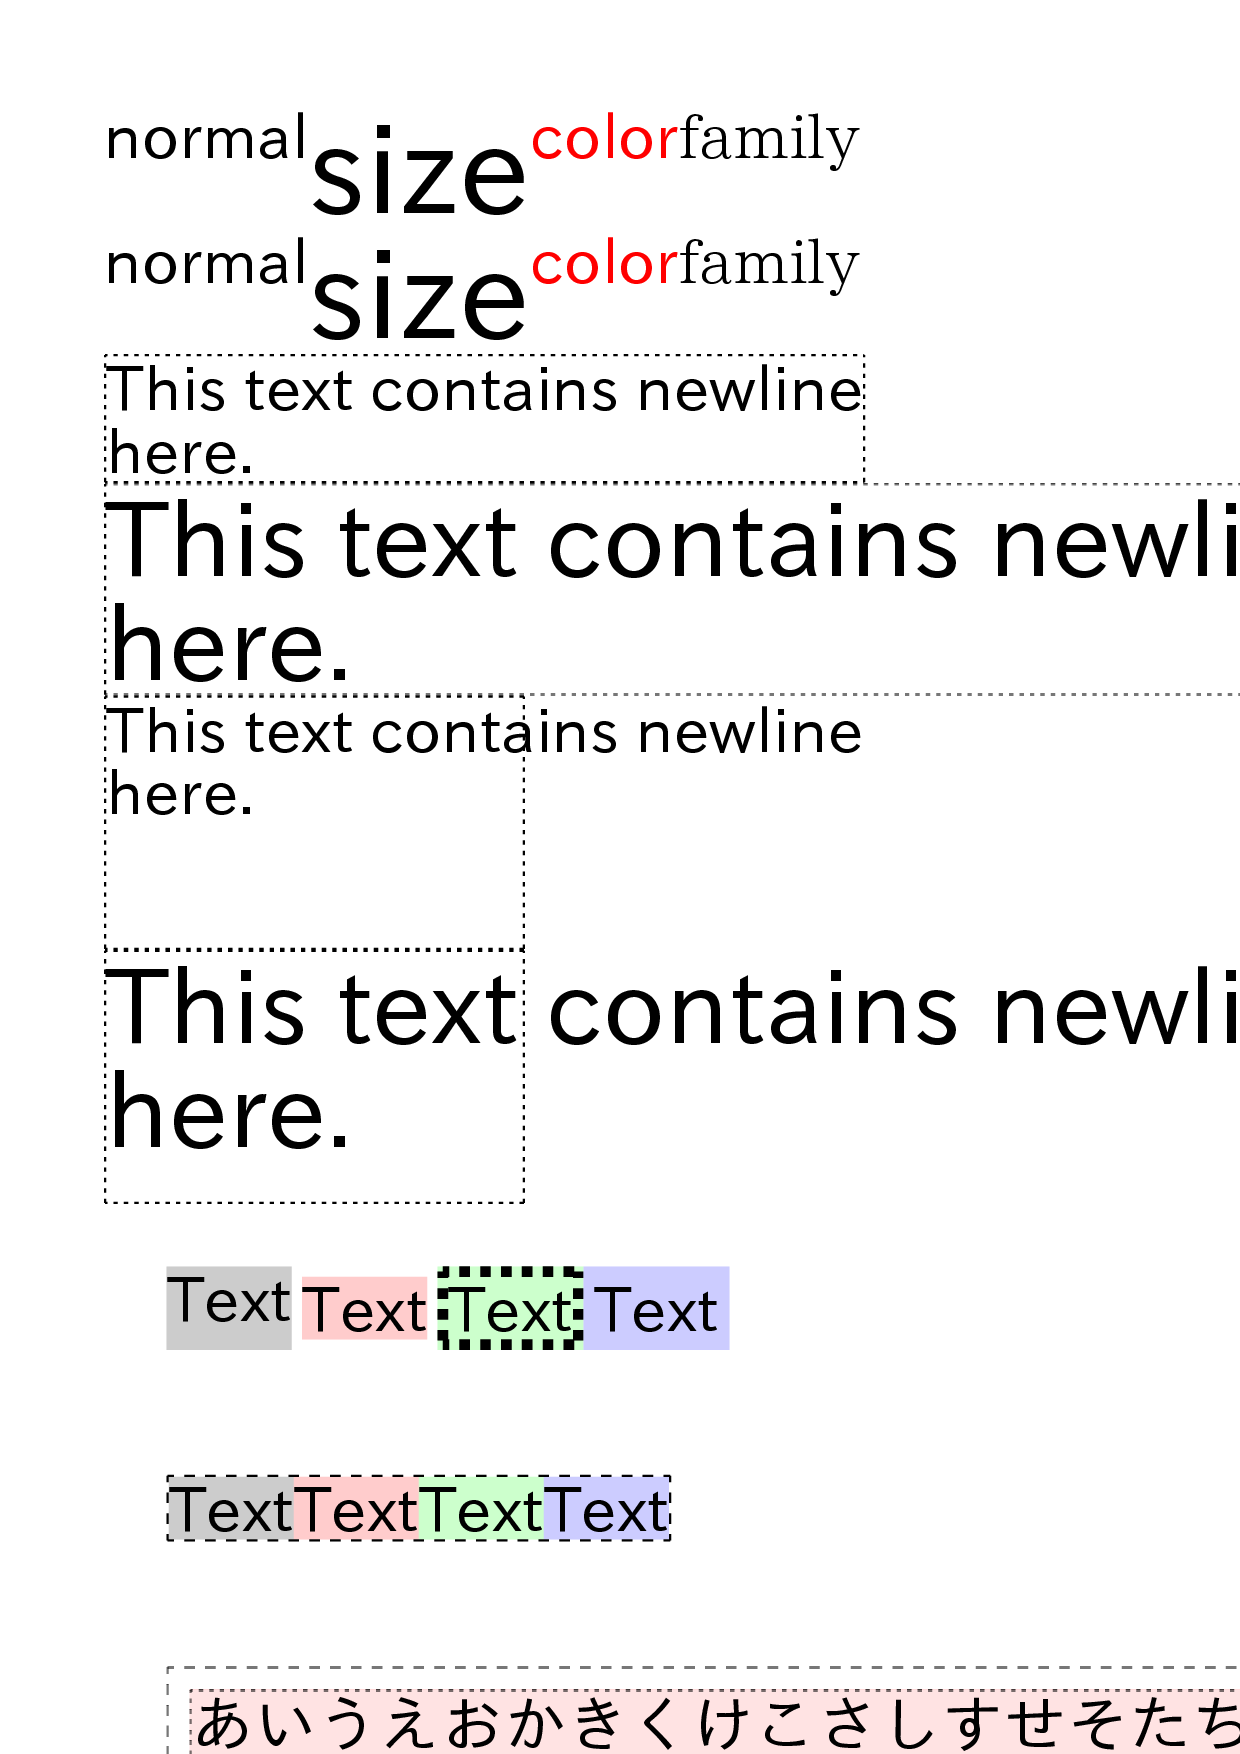 normalsizecolorfamily
normalsizecolorfamily
This text contains newline
here.
This text contains newli
here.
This text contains newline
here.
This text contains newli
here.
Text Text Text Text
TextTextTextText
あいうえおかきくけこさしすせそたち